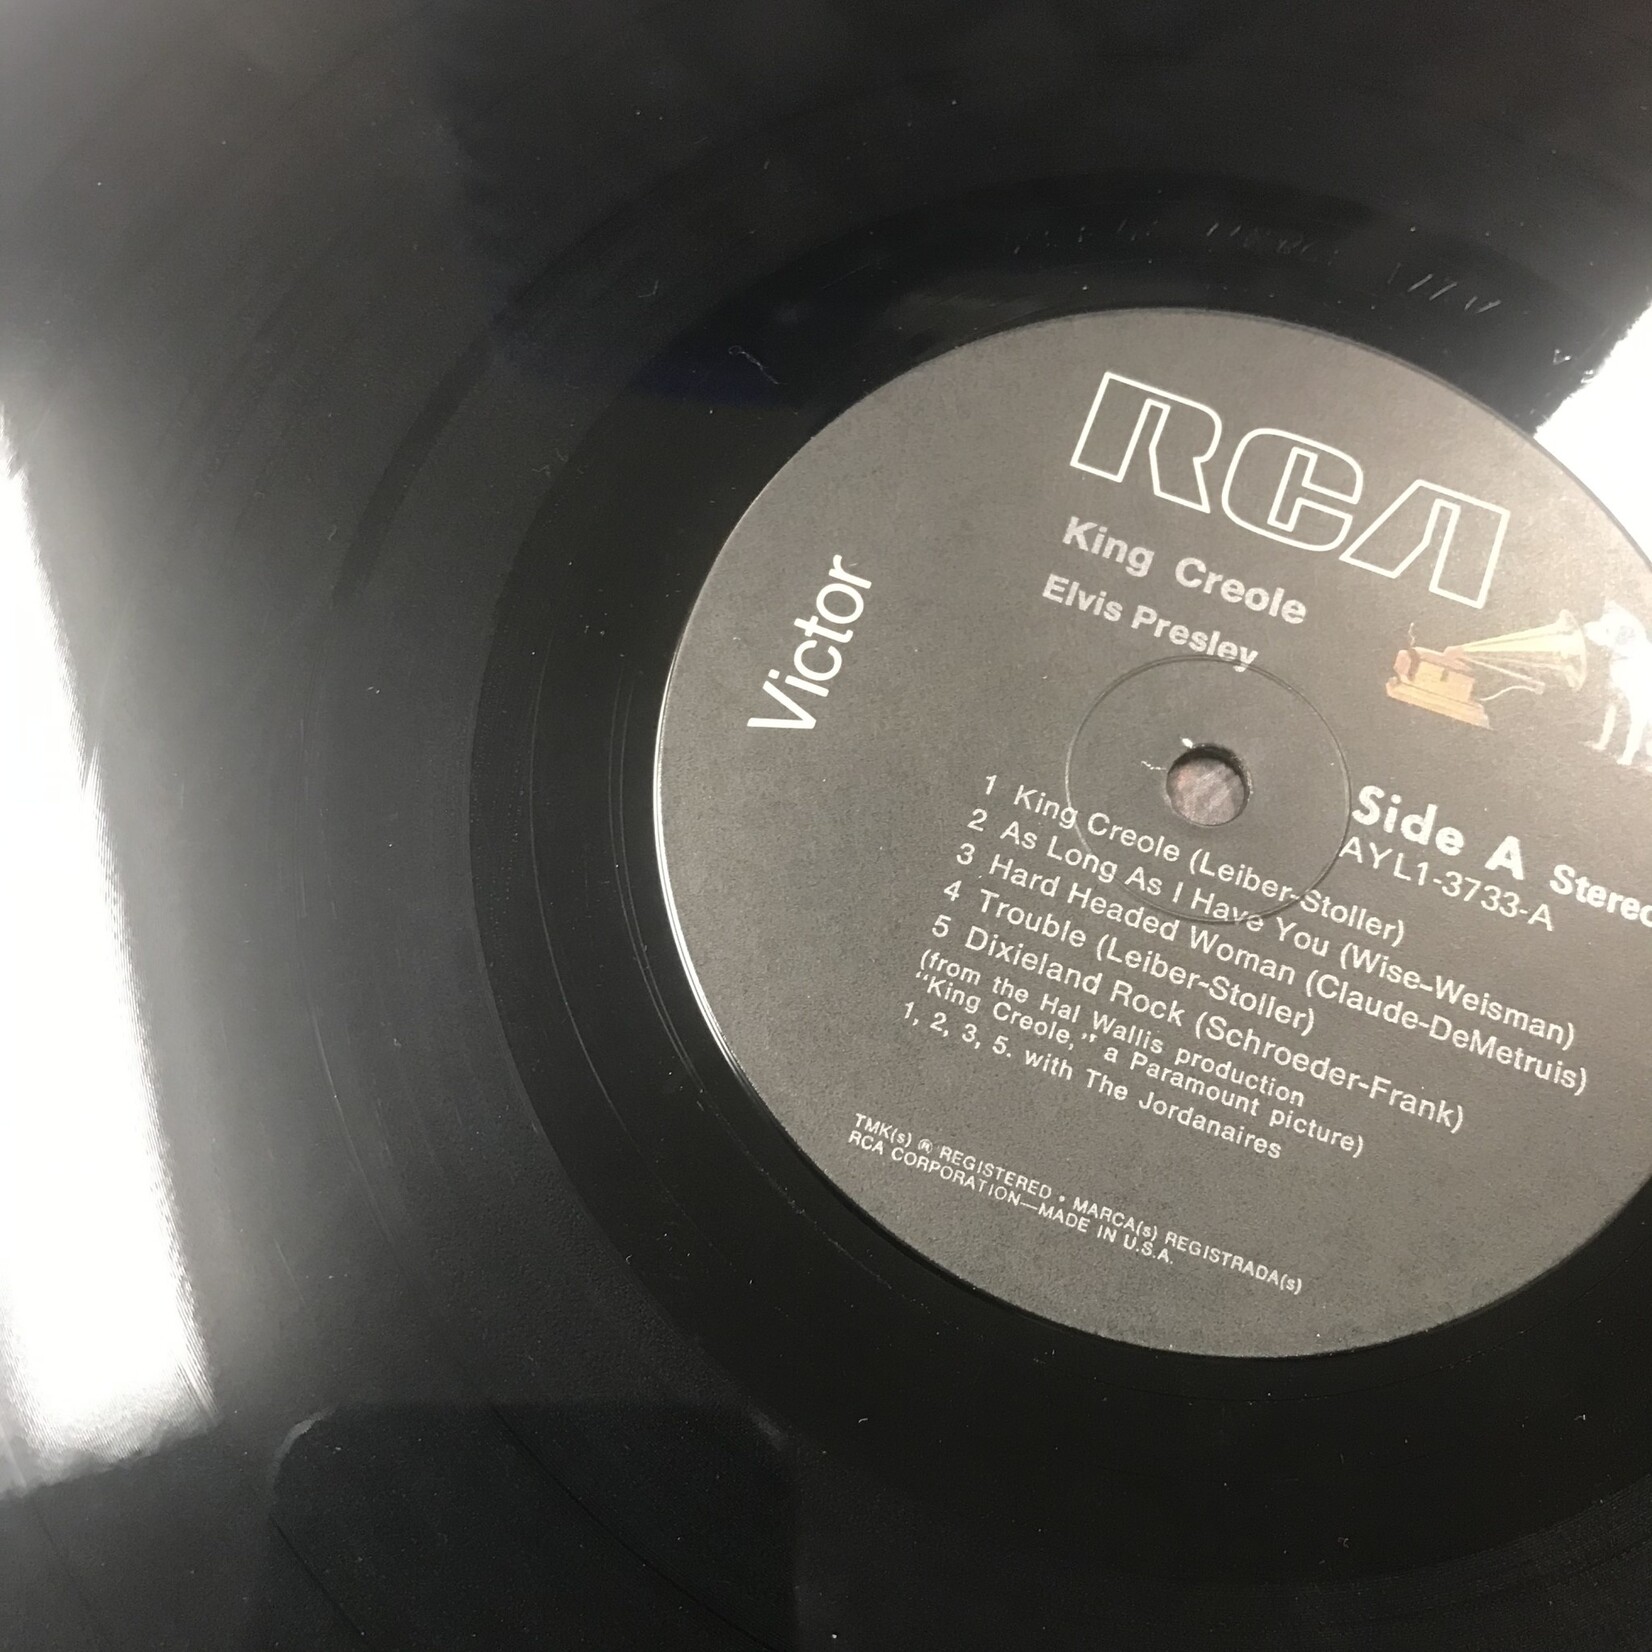 RCA
King Creole
Elvis Presley
Victor
Side A Stereo
AYL1-3733-A
1 King Creole (Leiber-Stoller)
2 As Long As I Have You (Wise-Weisman)
3 Hard Headed Woman (Claude-DeMetruis)
4 Trouble (Leiber-Stoller)
5 Dixieland Rock (Schroeder-Frank)
(from the Hal Wallis production
“King Creole,” a Paramount picture)
1, 2, 3, 5. with The Jordanaires
TMK(s) ® REGISTERED • MARCA(s) REGISTRADA(s)
RCA CORPORATION—MADE IN U.S.A.